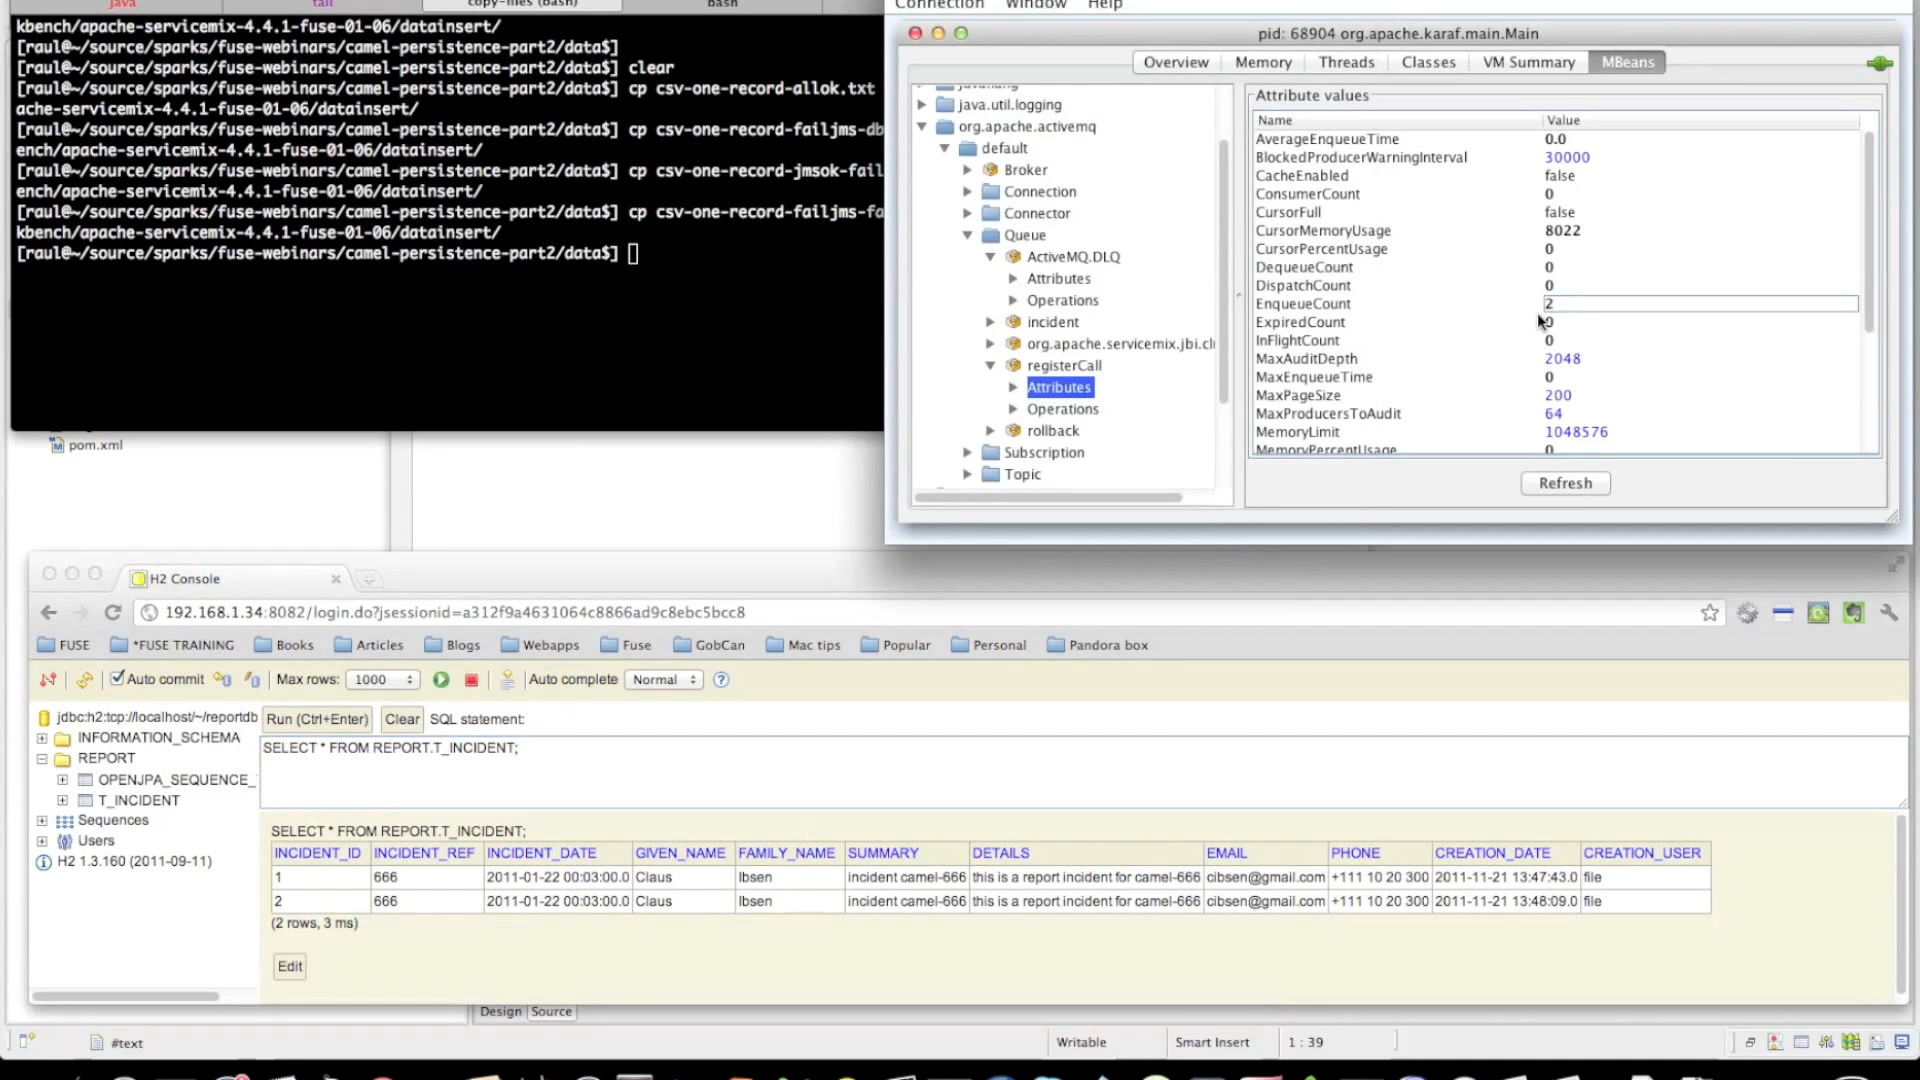 java
tail
copy-files (bash)
bash
kbench/apache-servicemix-4.4.1-fuse-01-06/datainsert/
[raul@~/source/sparks/fuse-webinars/camel-persistence-part2/data$]
[raul@~/source/sparks/fuse-webinars/camel-persistence-part2/data$] clear
[raul@~/source/sparks/fuse-webinars/camel-persistence-part2/data$] cp csv-one-record-allok.txt
ache-servicemix-4.4.1-fuse-01-06/datainsert/
[raul@~/source/sparks/fuse-webinars/camel-persistence-part2/data$] cp csv-one-record-failjms-db
ench/apache-servicemix-4.4.1-fuse-01-06/datainsert/
[raul@~/source/sparks/fuse-webinars/camel-persistence-part2/data$] cp csv-one-record-jmsok-fail
ench/apache-servicemix-4.4.1-fuse-01-06/datainsert/
[raul@~/source/sparks/fuse-webinars/camel-persistence-part2/data$] cp csv-one-record-failjms-fa
kbench/apache-servicemix-4.4.1-fuse-01-06/datainsert/
[raul@~/source/sparks/fuse-webinars/camel-persistence-part2/data$]
pom.xml
Connection Window Help
pid: 68904 org.apache.karaf.main.Main
Overview Memory Threads Classes VM Summary MBeans
java.lang
java.util.logging
org.apache.activemq
default
Broker
Connection
Connector
Queue
ActiveMQ.DLQ
Attributes
Operations
incident
org.apache.servicemix.jbi.cl
registerCall
Attributes
Operations
rollback
Subscription
Topic
Attribute values
Name Value
AverageEnqueueTime 0.0
BlockedProducerWarningInterval 30000
CacheEnabled false
ConsumerCount 0
CursorFull false
CursorMemoryUsage 8022
CursorPercentUsage 0
DequeueCount 0
DispatchCount 0
EnqueueCount 2
ExpiredCount 0
InFlightCount 0
MaxAuditDepth 2048
MaxEnqueueTime 0
MaxPageSize 200
MaxProducersToAudit 64
MemoryLimit 1048576
MemoryPercentUsage 0
Refresh
H2 Console
192.168.1.34:8082/login.do?jsessionid=a312f9a4631064c8866ad9c8ebc5bcc8
FUSE *FUSE TRAINING Books Articles Blogs Webapps Fuse GobCan Mac tips Popular Personal Pandora box
Auto commit Max rows: 1000 Auto complete Normal
jdbc:h2:tcp://localhost/~/reportdb
INFORMATION_SCHEMA
REPORT
OPENJPA_SEQUENCE_
T_INCIDENT
Sequences
Users
H2 1.3.160 (2011-09-11)
Run (Ctrl+Enter) Clear SQL statement:
SELECT * FROM REPORT.T_INCIDENT;
SELECT * FROM REPORT.T_INCIDENT;
INCIDENT_ID INCIDENT_REF INCIDENT_DATE GIVEN_NAME FAMILY_NAME SUMMARY DETAILS EMAIL PHONE CREATION_DATE CREATION_USER
1 666 2011-01-22 00:03:00.0 Claus Ibsen incident camel-666 this is a report incident for camel-666 cibsen@gmail.com +111 10 20 300 2011-11-21 13:47:43.0 file
2 666 2011-01-22 00:03:00.0 Claus Ibsen incident camel-666 this is a report incident for camel-666 cibsen@gmail.com +111 10 20 300 2011-11-21 13:48:09.0 file
(2 rows, 3 ms)
Edit
Design Source
#text
Writable Smart Insert 1 : 39